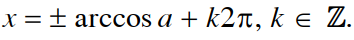 x = ± arccos a + k2π, k ∈ ℤ.